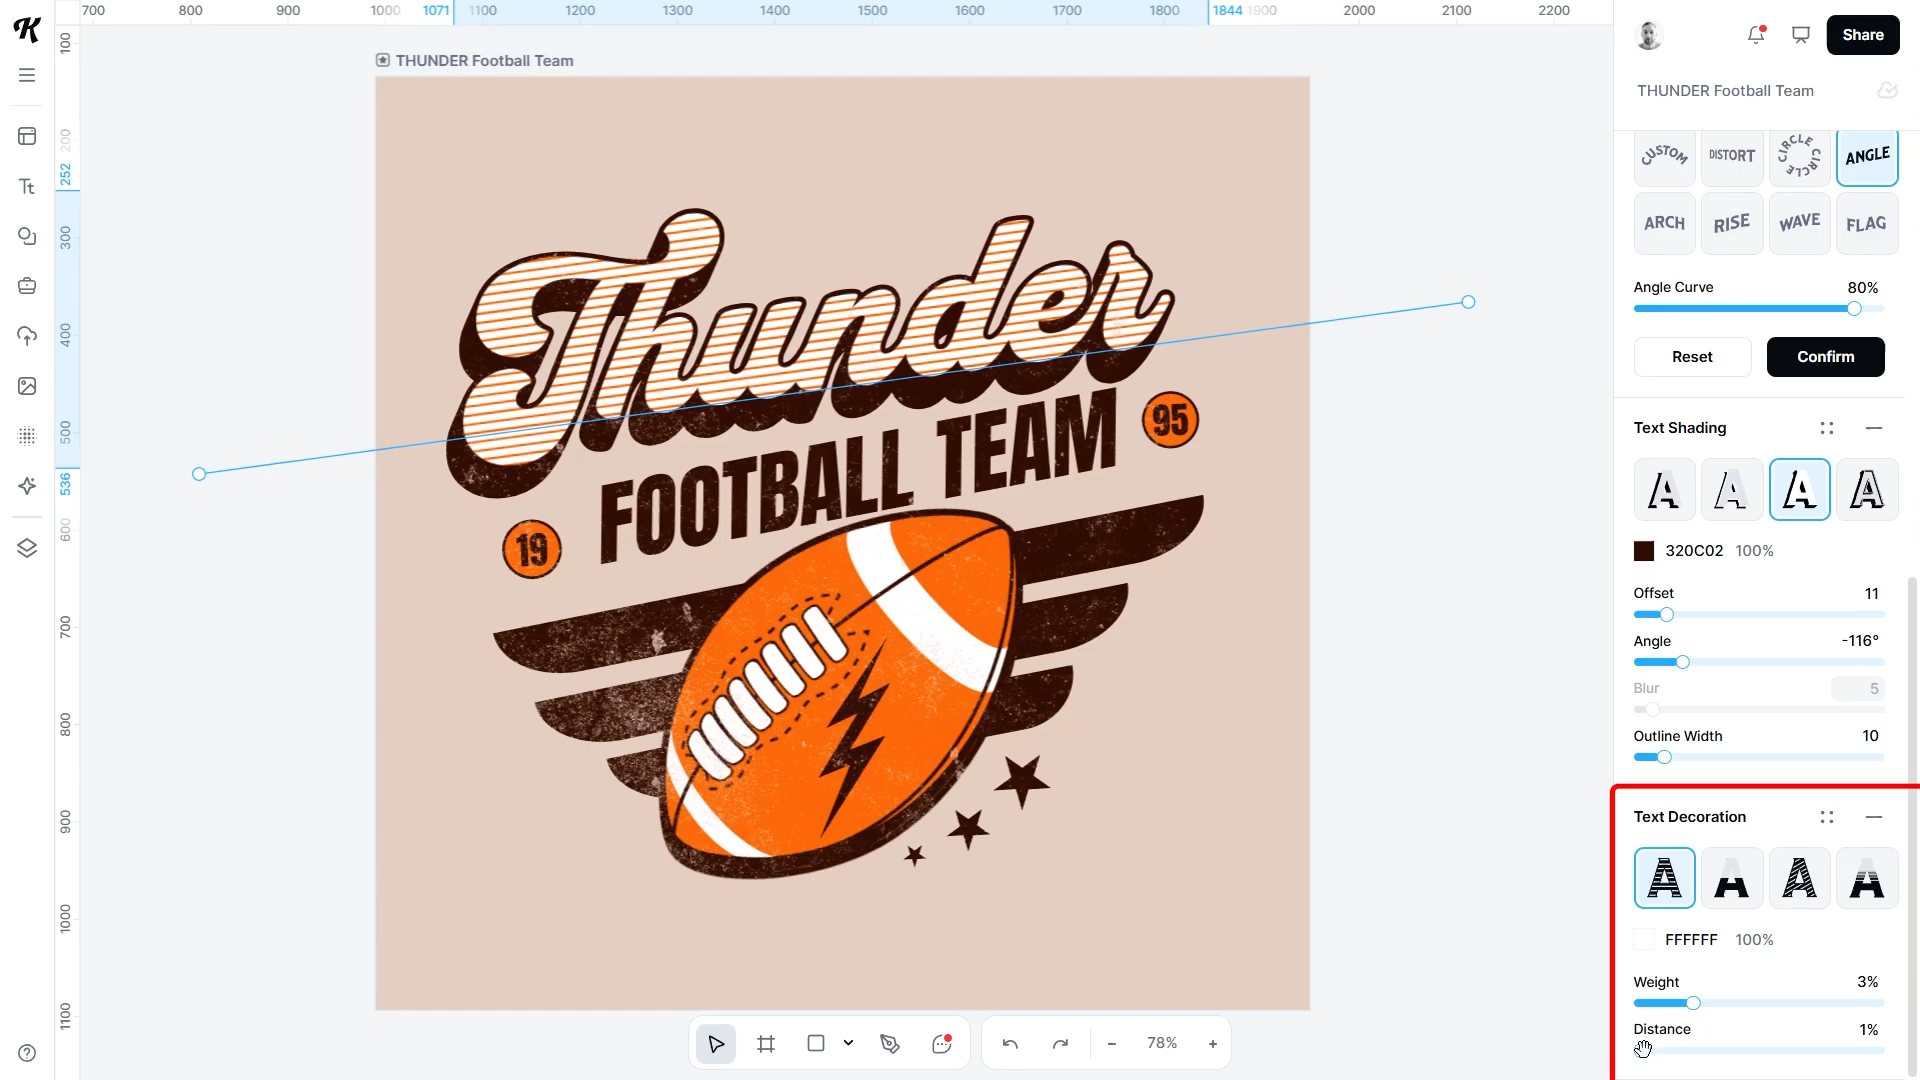 700 800 900 1000 1071 1100 1200 1300 1400 1500 1600 1700 1800 1844 1900 2000 2100 2200
100
200
252
300
400
500
536
600
700
800
900
1000
1100
Tt
THUNDER Football Team
Thunder
FOOTBALL TEAM
95
19
78%
Share
THUNDER Football Team
CUSTOM DISTORT CIRCLE CIRCLE ANGLE
ARCH RISE WAVE FLAG
Angle Curve 80%
Reset Confirm
Text Shading
A A A A
320C02 100%
Offset 11
Angle -116°
Blur 5
Outline Width 10
Text Decoration
A A A A
FFFFFF 100%
Weight 3%
Distance 1%